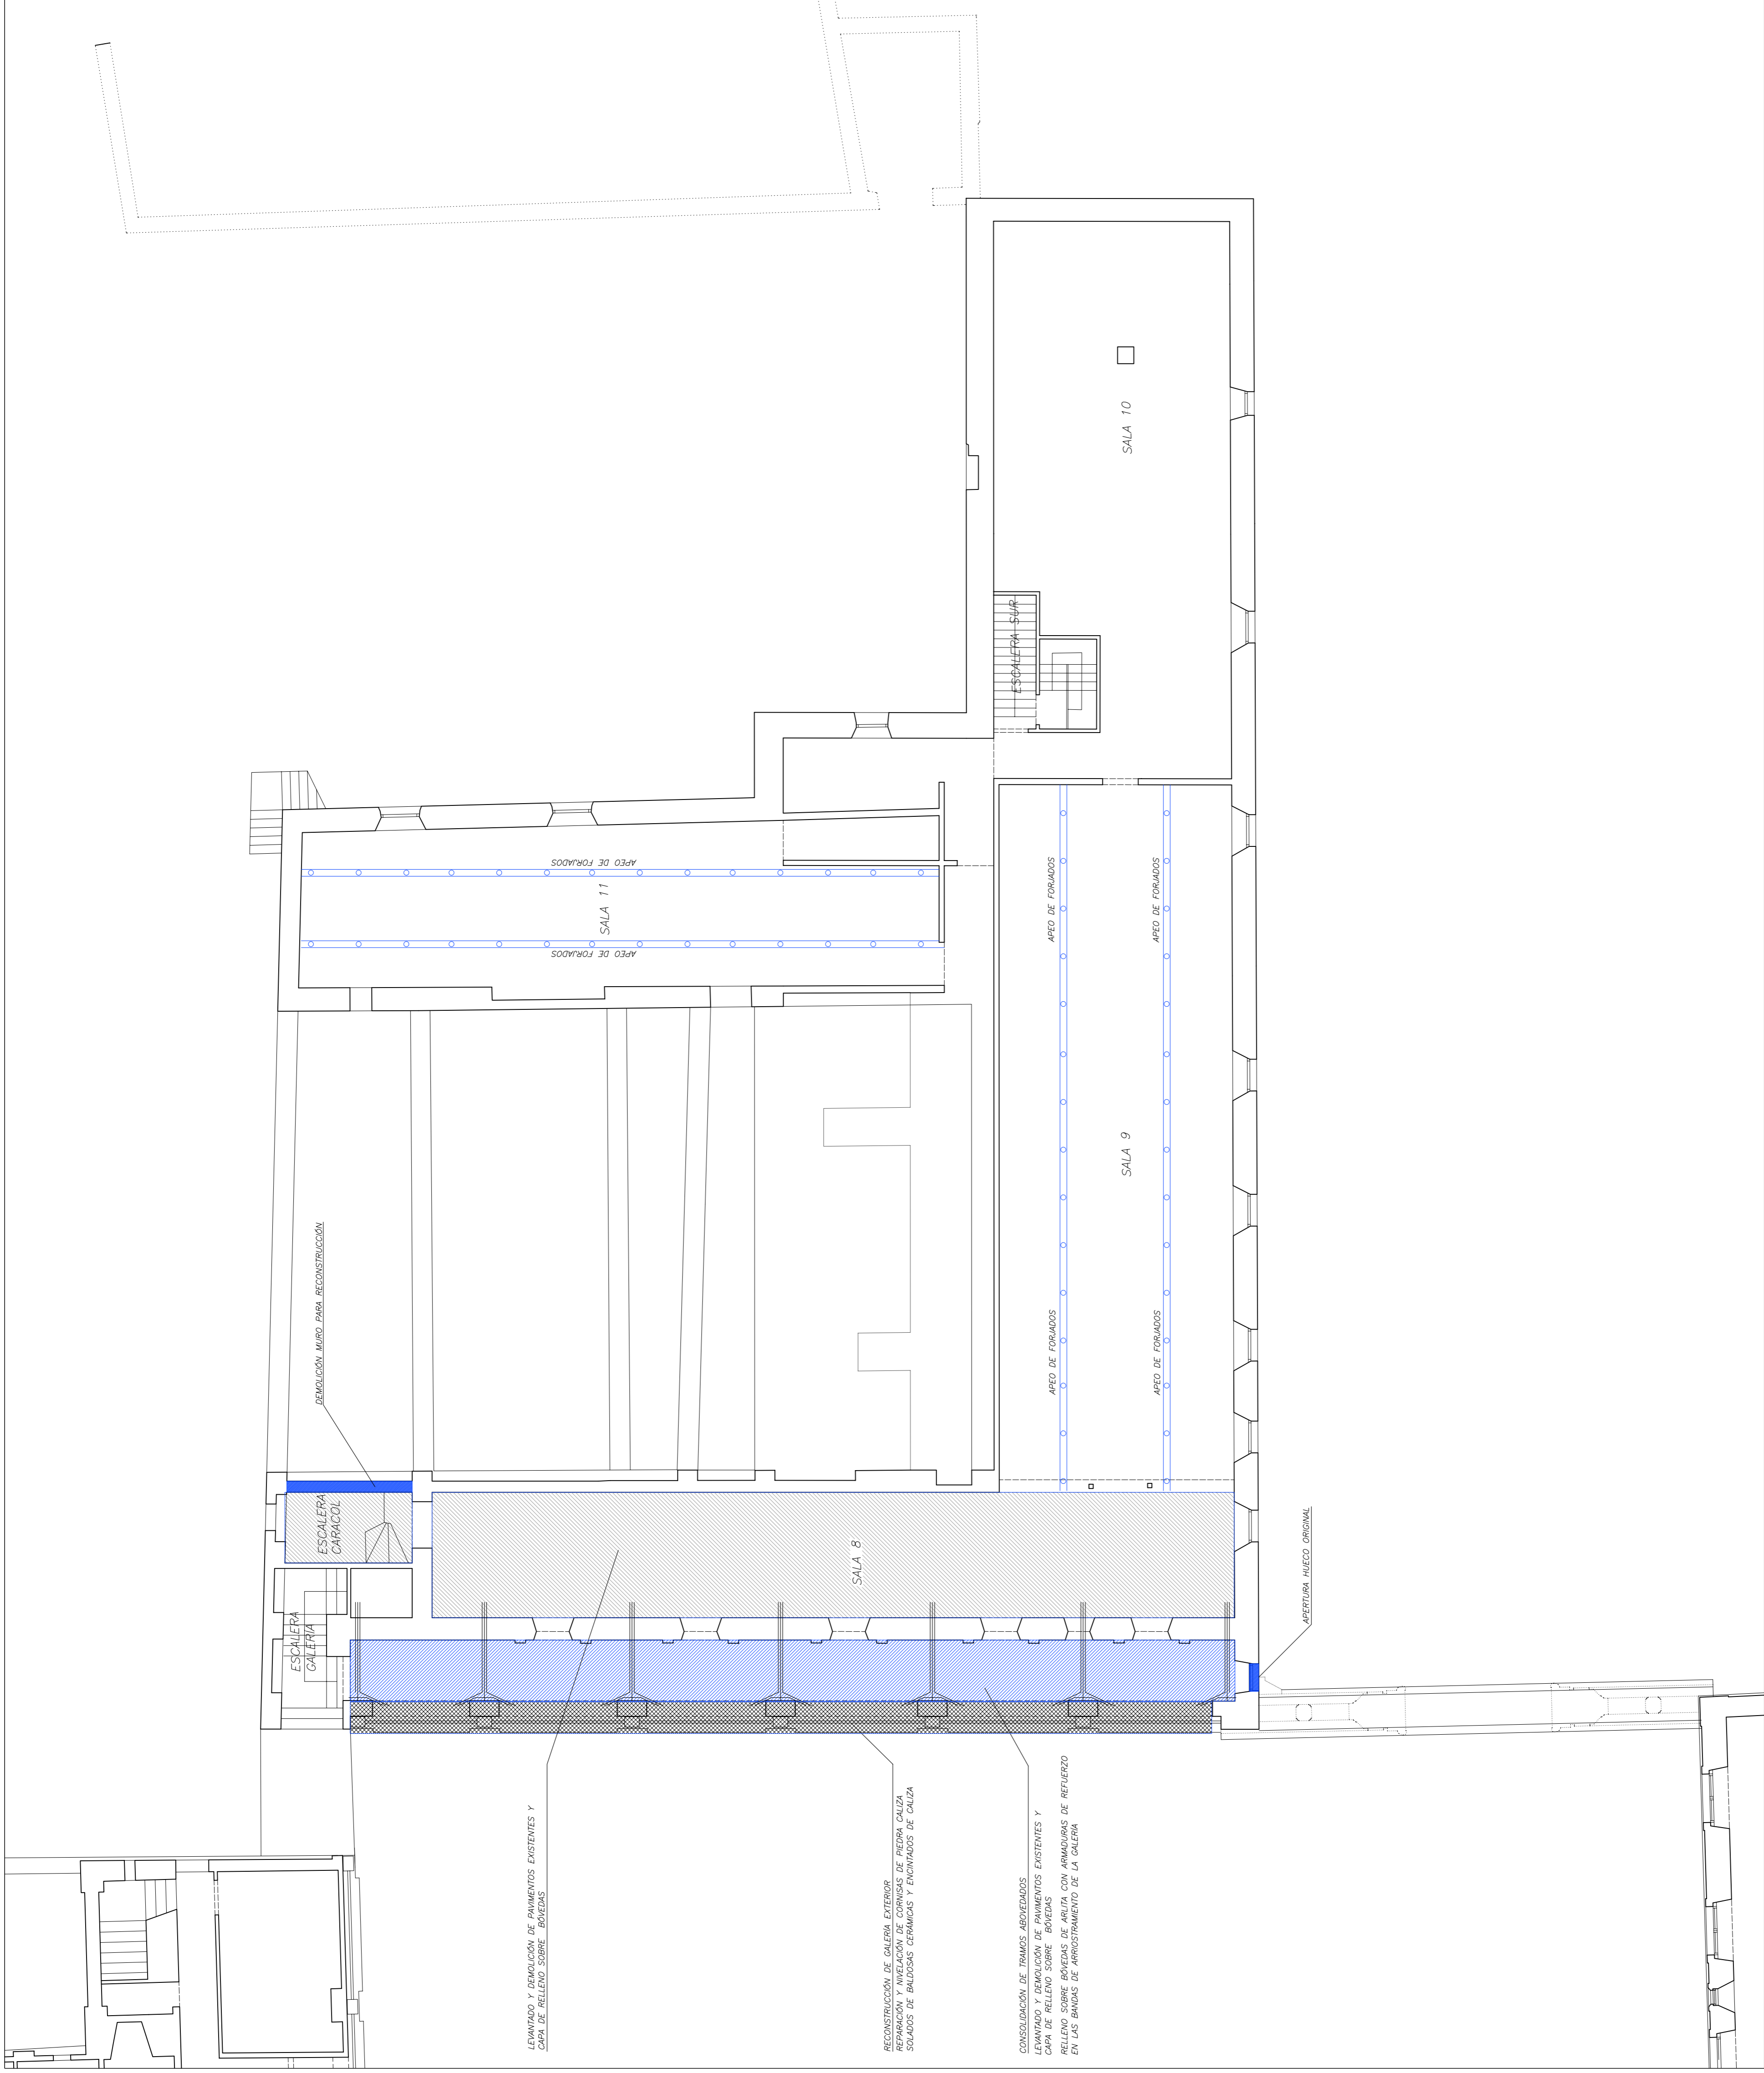 SALA 10
ESCALERA SUR
APEO DE FORJADOS
SALA 11
APEO DE FORJADOS
APEO DE FORJADOS
APEO DE FORJADOS
SALA 9
APEO DE FORJADOS
APEO DE FORJADOS
DEMOLICIÓN MURO PARA RECONSTRUCCIÓN
ESCALERA
CARACOL
SALA 8
APERTURA HUECO ORIGINAL
ESCALERA
GALERÍA
LEVANTADO Y DEMOLICIÓN DE PAVIMENTOS EXISTENTES Y
CAPA DE RELLENO SOBRE BÓVEDAS
RECONSTRUCCIÓN DE GALERÍA EXTERIOR
REPARACIÓN Y NIVELACIÓN DE CORNISAS DE PIEDRA CALIZA
SOLADOS DE BALDOSAS CERÁMICAS Y ENCINTADOS DE CALIZA
CONSOLIDACIÓN DE TRAMOS ABOVEDADOS
LEVANTADO Y DEMOLICIÓN DE PAVIMENTOS EXISTENTES Y
CAPA DE RELLENO SOBRE BÓVEDAS
RELLENO SOBRE BÓVEDAS DE ARLITA CON ARMADURAS DE REFUERZO
EN LAS BANDAS DE ARRIOSTRAMIENTO DE LA GALERÍA